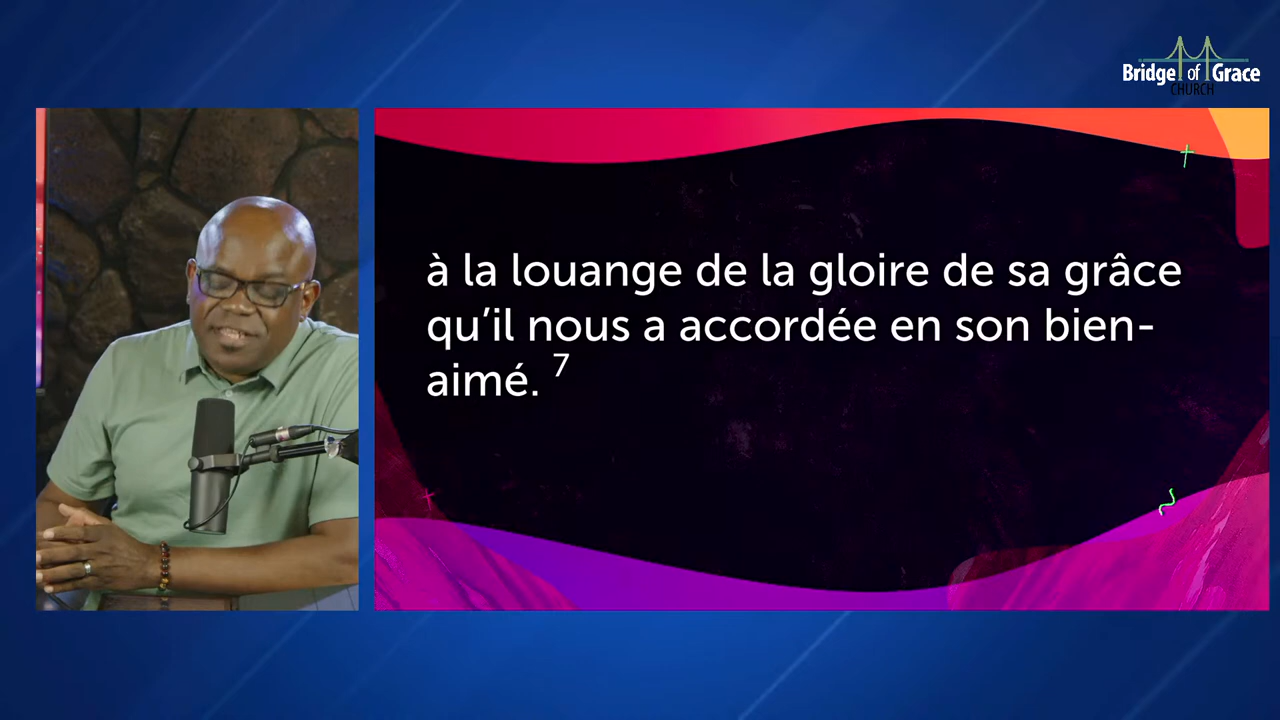 Bridge of Grace
CHURCH
à la louange de la gloire de sa grâce
qu’il nous a accordée en son bien-
aimé. 7